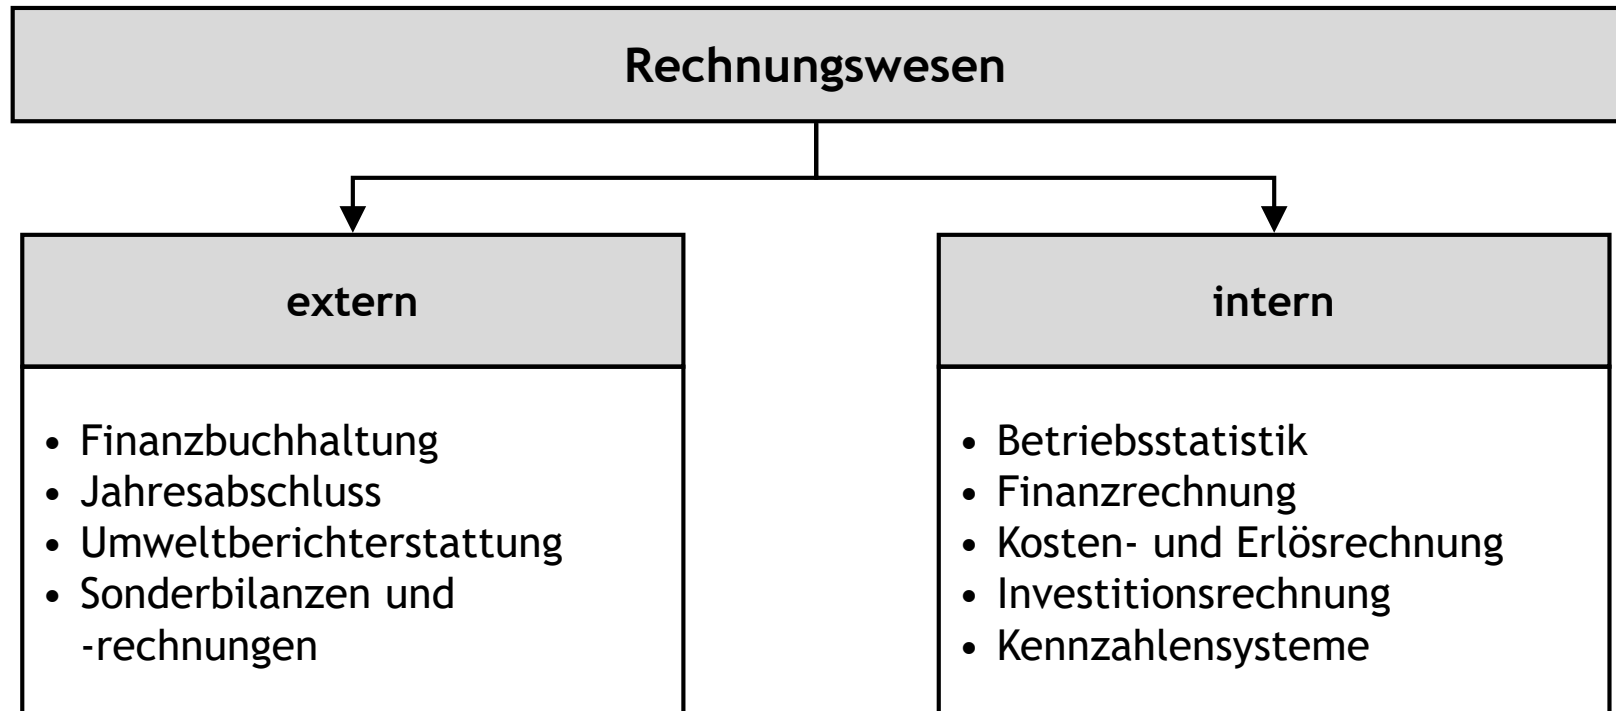 Rechnungswesen
extern
• Finanzbuchhaltung
• Jahresabschluss
• Umweltberichterstattung
• Sonderbilanzen und
-rechnungen
intern
• Betriebsstatistik
• Finanzrechnung
• Kosten- und Erlösrechnung
• Investitionsrechnung
• Kennzahlensysteme